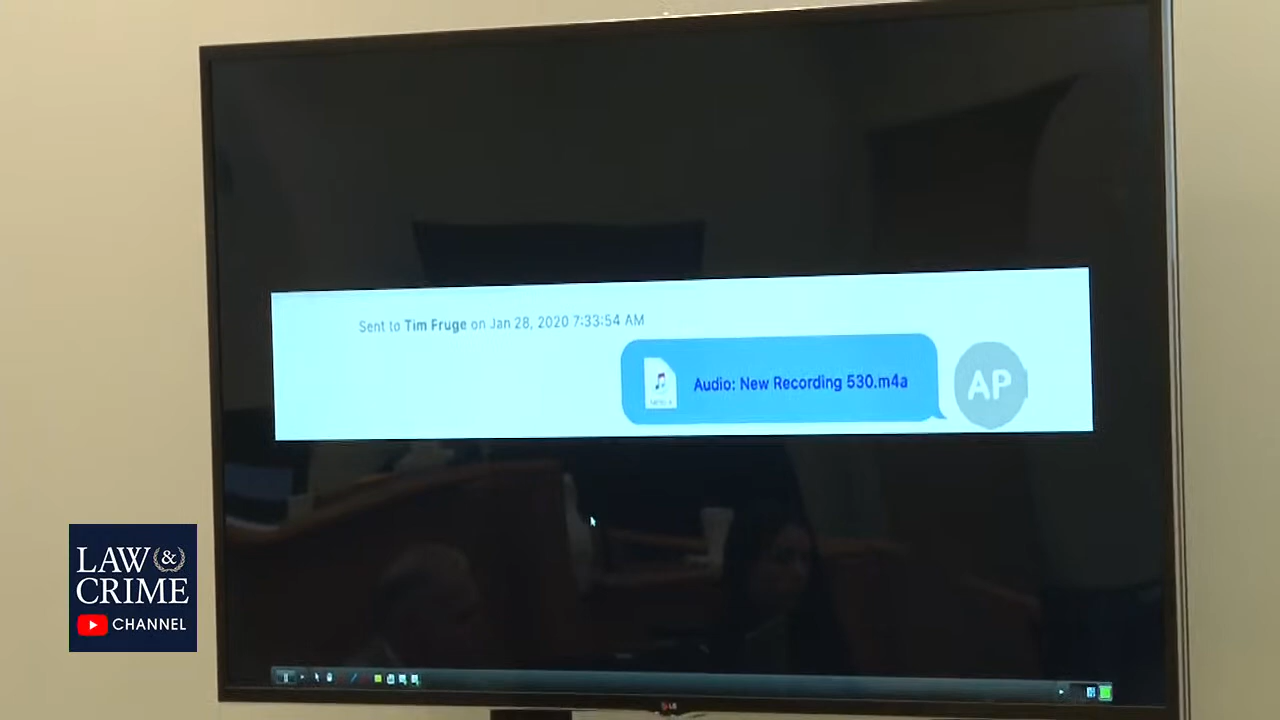 Sent to Tim Fruge on Jan 28, 2020 7:33:54 AM
Audio: New Recording 530.m4a
AP
LAW &
CRIME
CHANNEL
LG